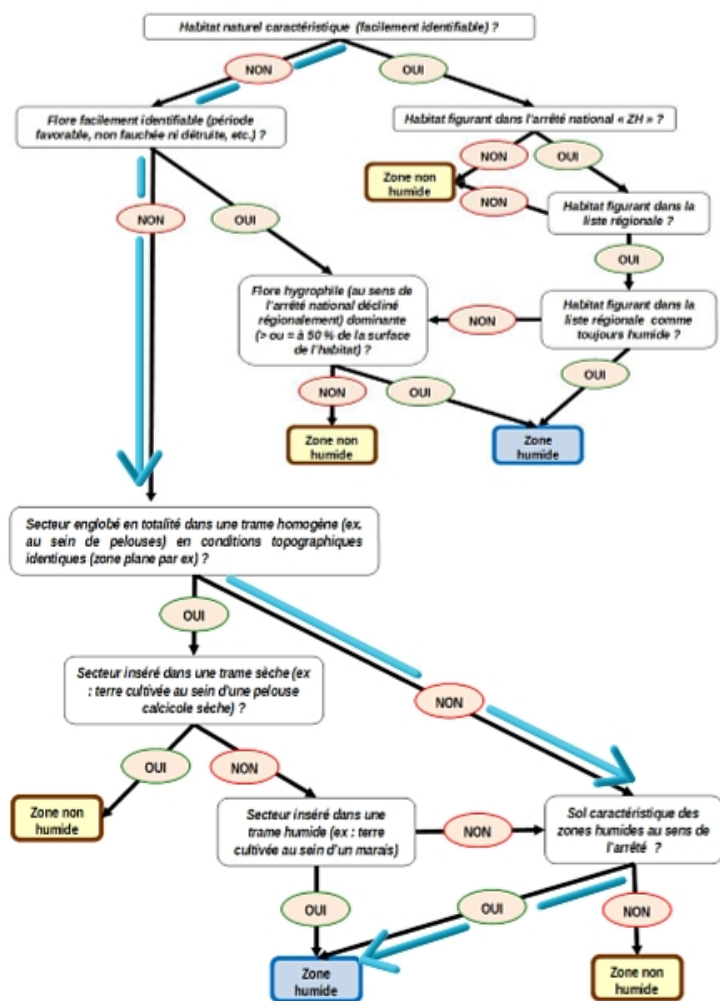 Habitat naturel caractéristique (facilement identifiable) ?
NON
OUI
Flore facilement identifiable (période
favorable, non fauchée ni détruite, etc.) ?
Habitat figurant dans l'arrêté national « ZH » ?
NON
OUI
Zone non
humide
NON
Habitat figurant dans la
liste régionale ?
NON
OUI
OUI
Flore hygrophile (au sens de
l'arrêté national décliné
régionalement) dominante
(> ou = à 50 % de la surface
de l'habitat) ?
NON
Habitat figurant dans la
liste régionale comme
toujours humide ?
NON
OUI
OUI
Zone non
humide
Zone
humide
Secteur englobé en totalité dans une trame homogène (ex.
au sein de pelouses) en conditions topographiques
identiques (zone plane par ex) ?
OUI
Secteur inséré dans une trame sèche (ex
: terre cultivée au sein d'une pelouse
calcicole sèche) ?
NON
OUI
NON
Zone non
humide
Secteur inséré dans une
trame humide (ex : terre
cultivée au sein d'un marais)
NON
Sol caractéristique des
zones humides au sens de
l'arrêté ?
OUI
OUI
NON
Zone
humide
Zone non
humide